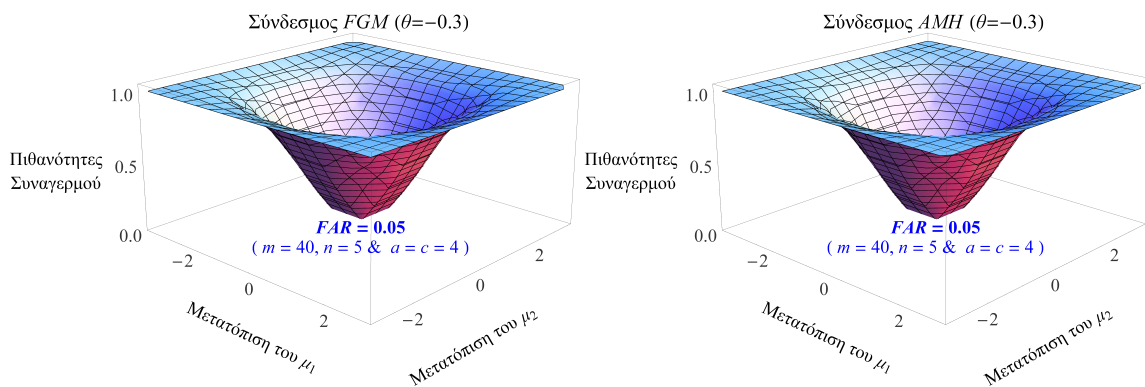 Σύνδεσμος FGM (θ=−0.3)
1.0
Πιθανότητες
Συναγερμού
0.5
0.0
FAR = 0.05
( m = 40, n = 5 & a = c = 4 )
−2
0
2
Μετατόπιση του μ1
−2
0
2
Μετατόπιση του μ2
Σύνδεσμος AMH (θ=−0.3)
1.0
Πιθανότητες
Συναγερμού
0.5
0.0
FAR = 0.05
( m = 40, n = 5 & a = c = 4 )
−2
0
2
Μετατόπιση του μ1
−2
0
2
Μετατόπιση του μ2